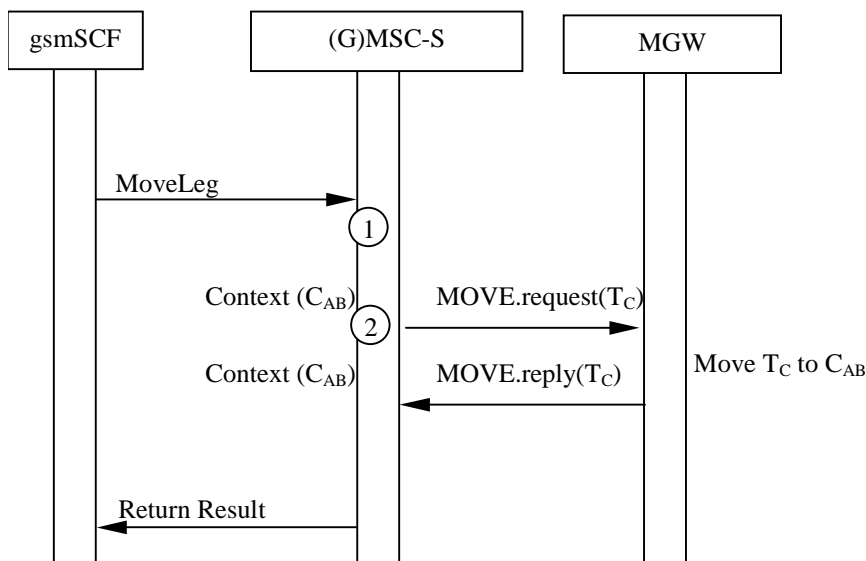 gsmSCF
(G)MSC-S
MGW
MoveLeg
1
Context (C_AB) MOVE.request(T_C)
2
Move T_C to C_AB
Context (C_AB) MOVE.reply(T_C)
Return Result